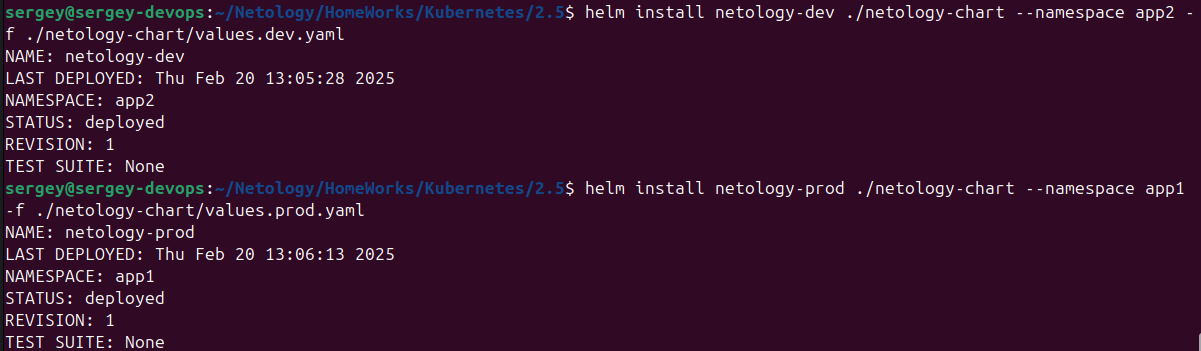 sergey@sergey-devops:~/Netology/HomeWorks/Kubernetes/2.5$ helm install netology-dev ./netology-chart --namespace app2 -
f ./netology-chart/values.dev.yaml
NAME: netology-dev
LAST DEPLOYED: Thu Feb 20 13:05:28 2025
NAMESPACE: app2
STATUS: deployed
REVISION: 1
TEST SUITE: None
sergey@sergey-devops:~/Netology/HomeWorks/Kubernetes/2.5$ helm install netology-prod ./netology-chart --namespace app1
-f ./netology-chart/values.prod.yaml
NAME: netology-prod
LAST DEPLOYED: Thu Feb 20 13:06:13 2025
NAMESPACE: app1
STATUS: deployed
REVISION: 1
TEST SUITE: None